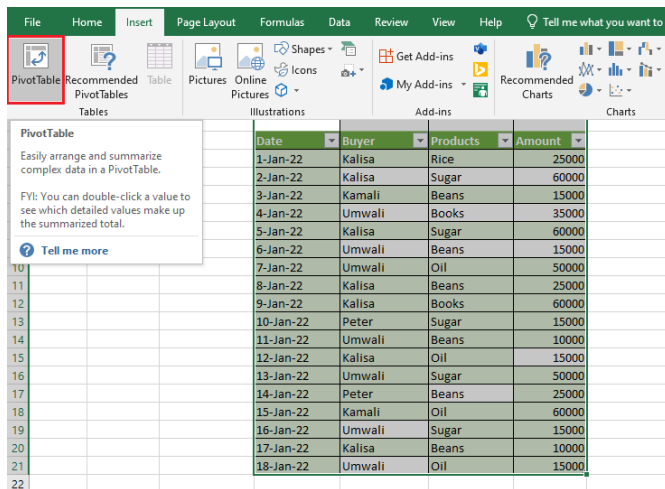 File Home Insert Page Layout Formulas Data Review View Help Tell me what you want to
PivotTable Recommended PivotTables Table
Tables
Pictures Online Pictures Shapes Icons
Illustrations
Get Add-ins
My Add-ins
Add-ins
Recommended Charts
Charts
PivotTable
Easily arrange and summarize
complex data in a PivotTable.
FYI: You can double-click a value to
see which detailed values make up
the summarized total.
Tell me more
Date Buyer Products Amount
1-Jan-22 Kalisa Rice 25000
2-Jan-22 Kalisa Sugar 60000
3-Jan-22 Kamali Beans 15000
4-Jan-22 Umwali Books 35000
5-Jan-22 Kalisa Sugar 60000
6-Jan-22 Umwali Beans 15000
10 7-Jan-22 Umwali Oil 50000
11 8-Jan-22 Kalisa Beans 25000
12 9-Jan-22 Kalisa Books 60000
13 10-Jan-22 Peter Sugar 15000
14 11-Jan-22 Umwali Beans 10000
15 12-Jan-22 Kalisa Oil 15000
16 13-Jan-22 Umwali Sugar 50000
17 14-Jan-22 Peter Beans 25000
18 15-Jan-22 Kamali Oil 60000
19 16-Jan-22 Umwali Sugar 15000
20 17-Jan-22 Kalisa Beans 10000
21 18-Jan-22 Umwali Oil 15000
22